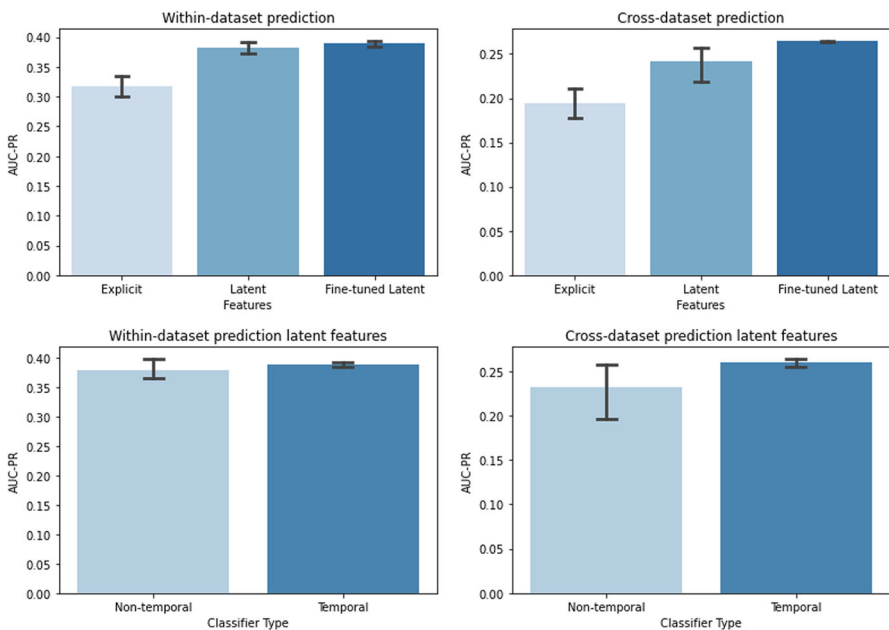 Within-dataset prediction
AUC-PR
0.40
0.35
0.30
0.25
0.20
0.15
0.10
0.05
0.00
Explicit Latent Fine-tuned Latent
Features
Cross-dataset prediction
AUC-PR
0.25
0.20
0.15
0.10
0.05
0.00
Explicit Latent Fine-tuned Latent
Features
Within-dataset prediction latent features
AUC-PR
0.40
0.35
0.30
0.25
0.20
0.15
0.10
0.05
0.00
Non-temporal Temporal
Classifier Type
Cross-dataset prediction latent features
AUC-PR
0.25
0.20
0.15
0.10
0.05
0.00
Non-temporal Temporal
Classifier Type